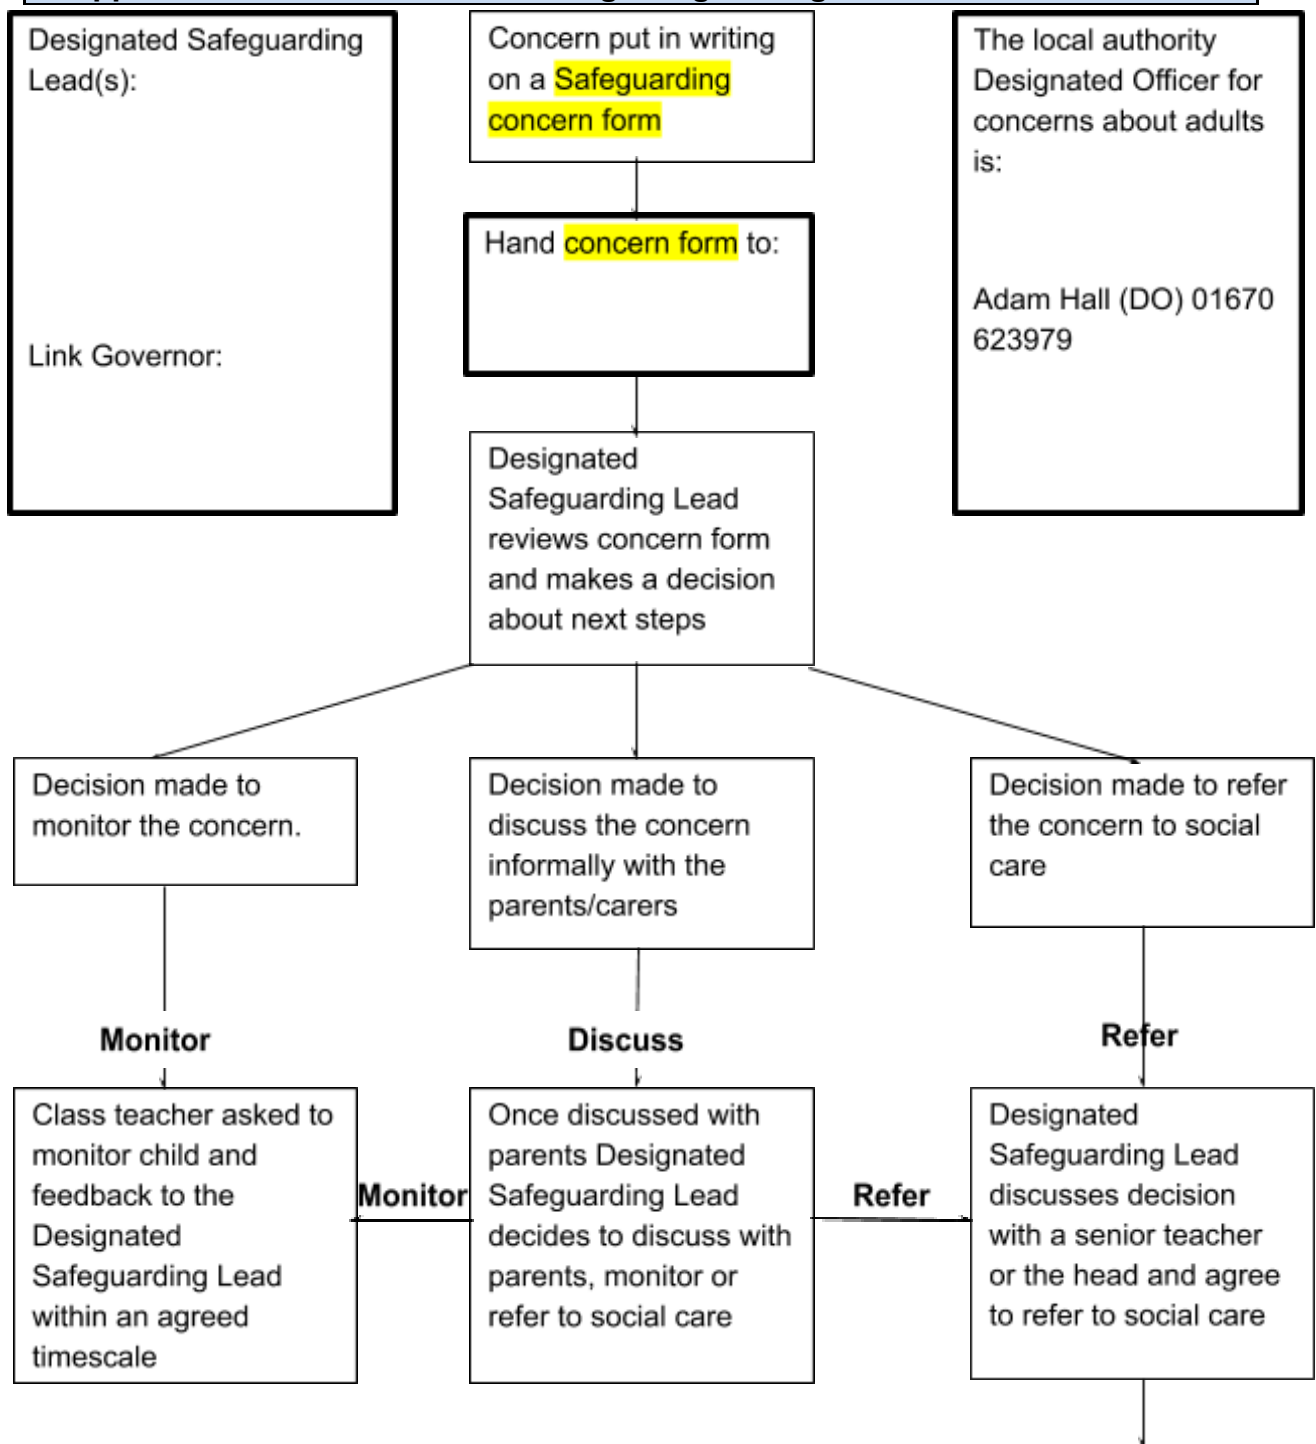 Designated Safeguarding
Lead(s):
Link Governor:
Concern put in writing
on a Safeguarding
concern form
Hand concern form to:
The local authority
Designated Officer for
concerns about adults
is:
Adam Hall (DO) 01670
623979
Designated
Safeguarding Lead
reviews concern form
and makes a decision
about next steps
Decision made to
monitor the concern.
Decision made to
discuss the concern
informally with the
parents/carers
Decision made to refer
the concern to social
care
Monitor
Discuss
Refer
Class teacher asked to
monitor child and
feedback to the
Designated
Safeguarding Lead
within an agreed
timescale
Monitor
Once discussed with
parents Designated
Safeguarding Lead
decides to discuss with
parents, monitor or
refer to social care
Refer
Designated
Safeguarding Lead
discusses decision
with a senior teacher
or the head and agree
to refer to social care